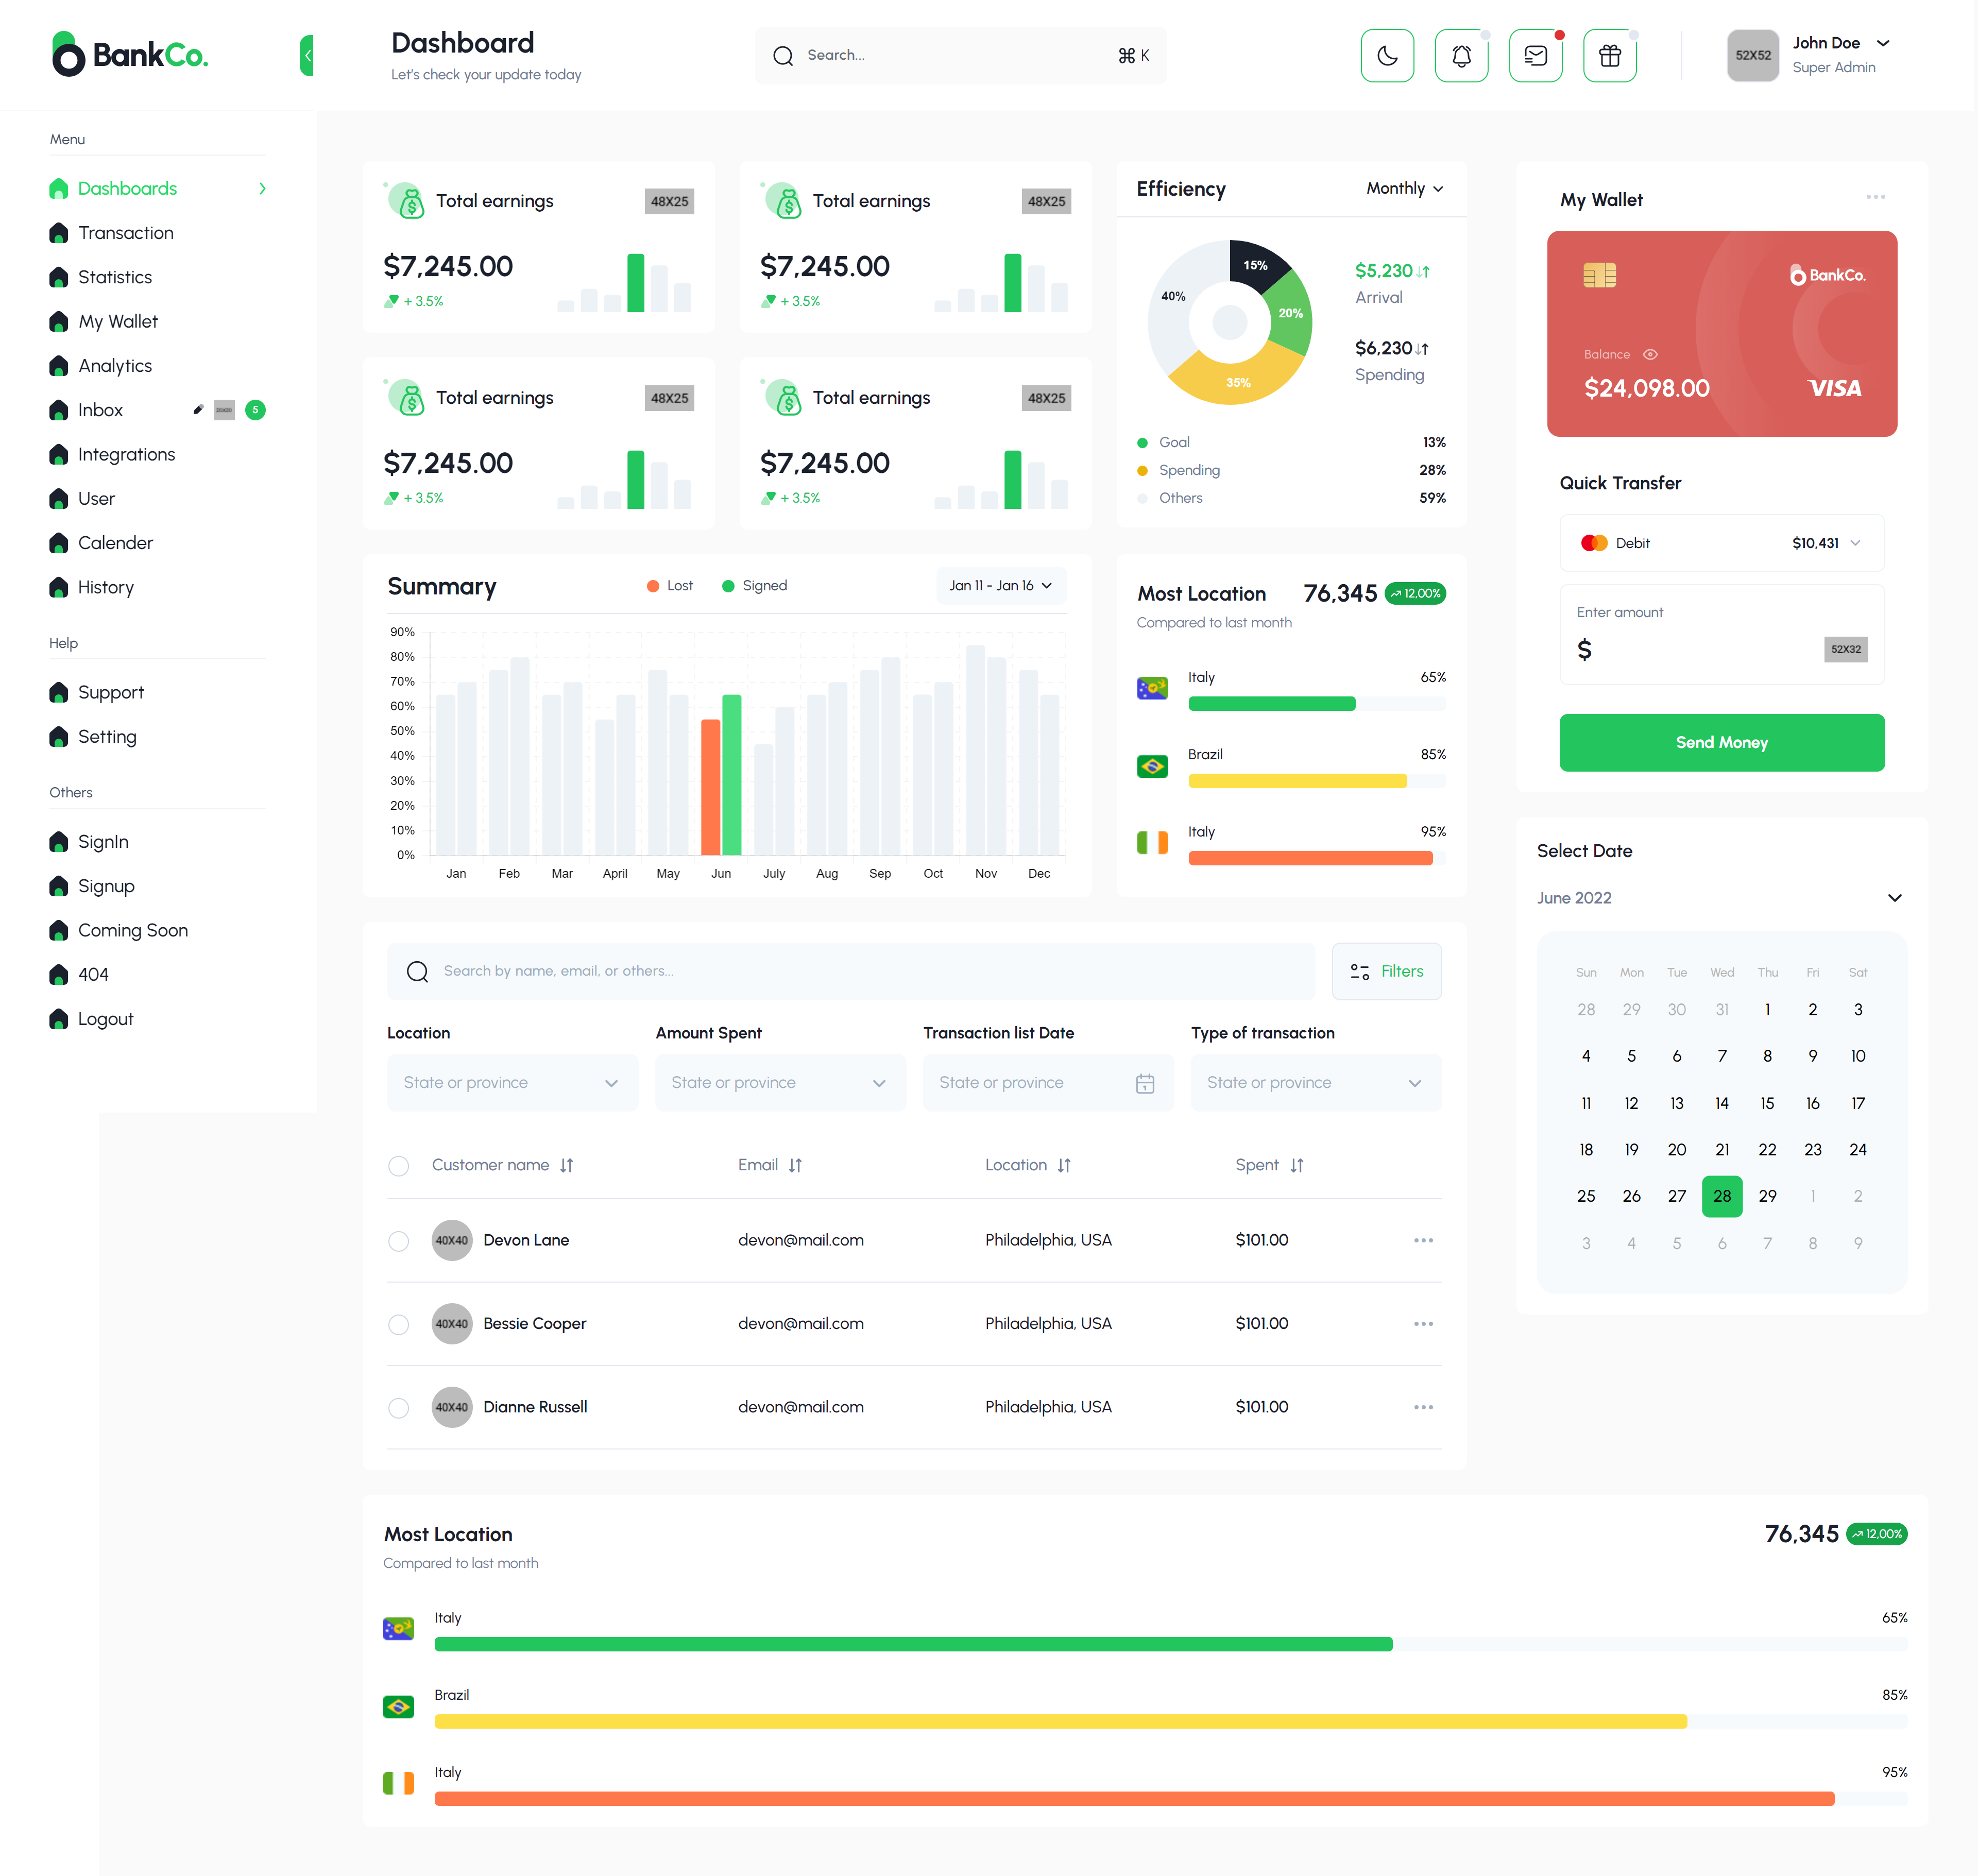 BankCo.
Dashboard
Let's check your update today
Search...
⌘ K
52X52
John Doe
Super Admin
Menu
Dashboards
Transaction
Statistics
My Wallet
Analytics
Inbox
5
Integrations
User
Calender
History
Help
Support
Setting
Others
SignIn
Signup
Coming Soon
404
Logout
Total earnings
48X25
$7,245.00
+ 3.5%
Total earnings
48X25
$7,245.00
+ 3.5%
Total earnings
48X25
$7,245.00
+ 3.5%
Total earnings
48X25
$7,245.00
+ 3.5%
Efficiency
Monthly
15%
40%
20%
35%
$5,230
Arrival
$6,230
Spending
Goal 13%
Spending 28%
Others 59%
My Wallet
BankCo.
Balance
$24,098.00
VISA
Quick Transfer
Debit
$10,431
Enter amount
$
52X32
Send Money
Summary
Lost
Signed
Jan 11 - Jan 16
90%
80%
70%
60%
50%
40%
30%
20%
10%
0%
Jan Feb Mar April May Jun July Aug Sep Oct Nov Dec
Most Location
76,345
12,00%
Compared to last month
Italy 65%
Brazil 85%
Italy 95%
Select Date
June 2022
Sun Mon Tue Wed Thu Fri Sat
28 29 30 31 1 2 3
4 5 6 7 8 9 10
11 12 13 14 15 16 17
18 19 20 21 22 23 24
25 26 27 28 29 1 2
3 4 5 6 7 8 9
Search by name, email, or others...
Filters
Location
Amount Spent
Transaction list Date
Type of transaction
State or province
State or province
State or province
1
State or province
Customer name Email Location Spent
40X40 Devon Lane devon@mail.com Philadelphia, USA $101.00
40X40 Bessie Cooper devon@mail.com Philadelphia, USA $101.00
40X40 Dianne Russell devon@mail.com Philadelphia, USA $101.00
Most Location
76,345
12,00%
Compared to last month
Italy 65%
Brazil 85%
Italy 95%